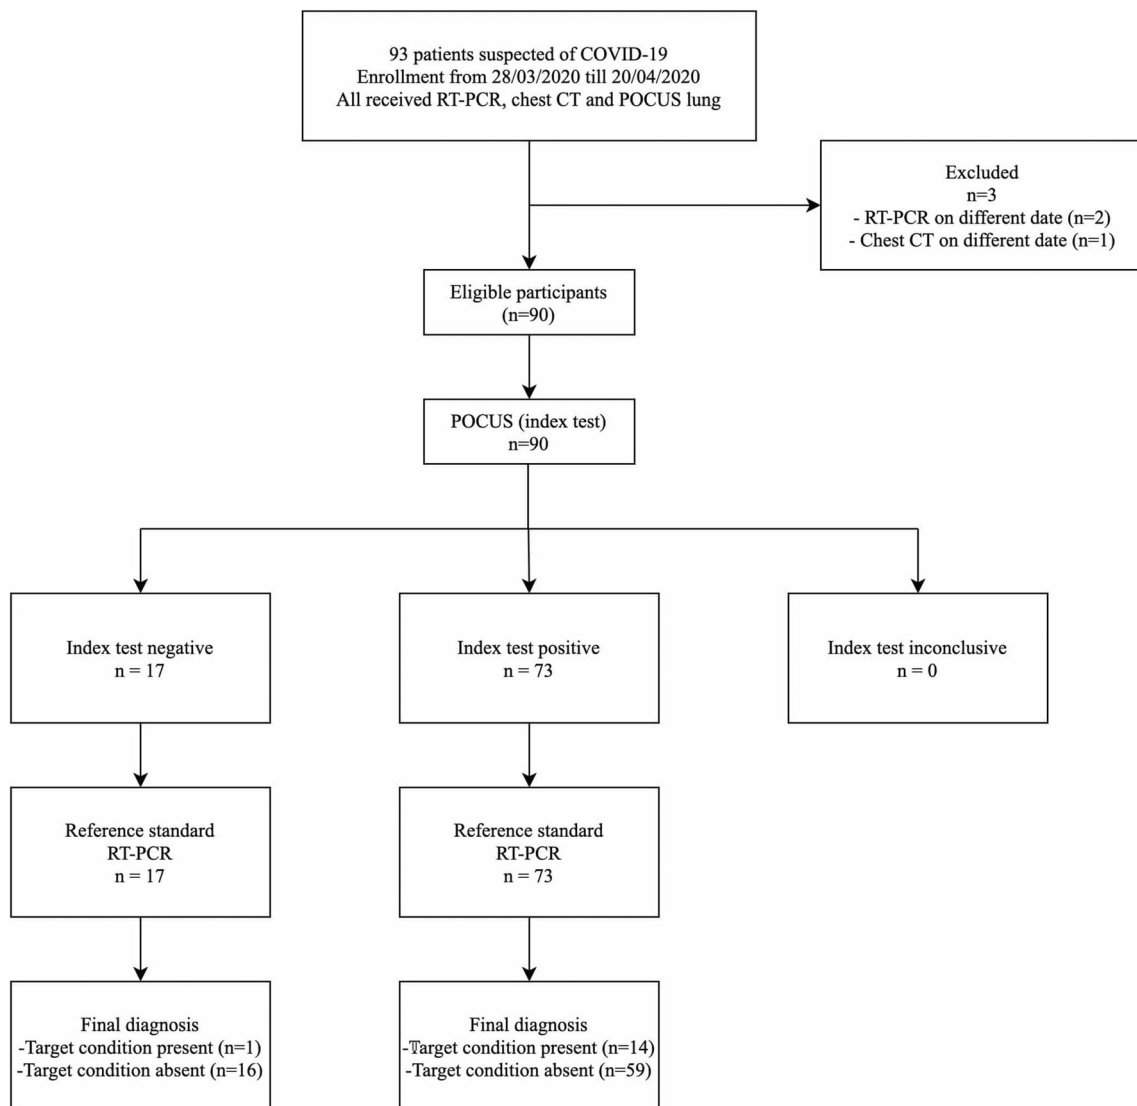 93 patients suspected of COVID-19
Enrollment from 28/03/2020 till 20/04/2020
All received RT-PCR, chest CT and POCUS lung
Excluded
n=3
- RT-PCR on different date (n=2)
- Chest CT on different date (n=1)
Eligible participants
(n=90)
POCUS (index test)
n=90
Index test negative
n = 17
Index test positive
n = 73
Index test inconclusive
n = 0
Reference standard
RT-PCR
n = 17
Reference standard
RT-PCR
n = 73
Final diagnosis
-Target condition present (n=1)
-Target condition absent (n=16)
Final diagnosis
-Target condition present (n=14)
-Target condition absent (n=59)